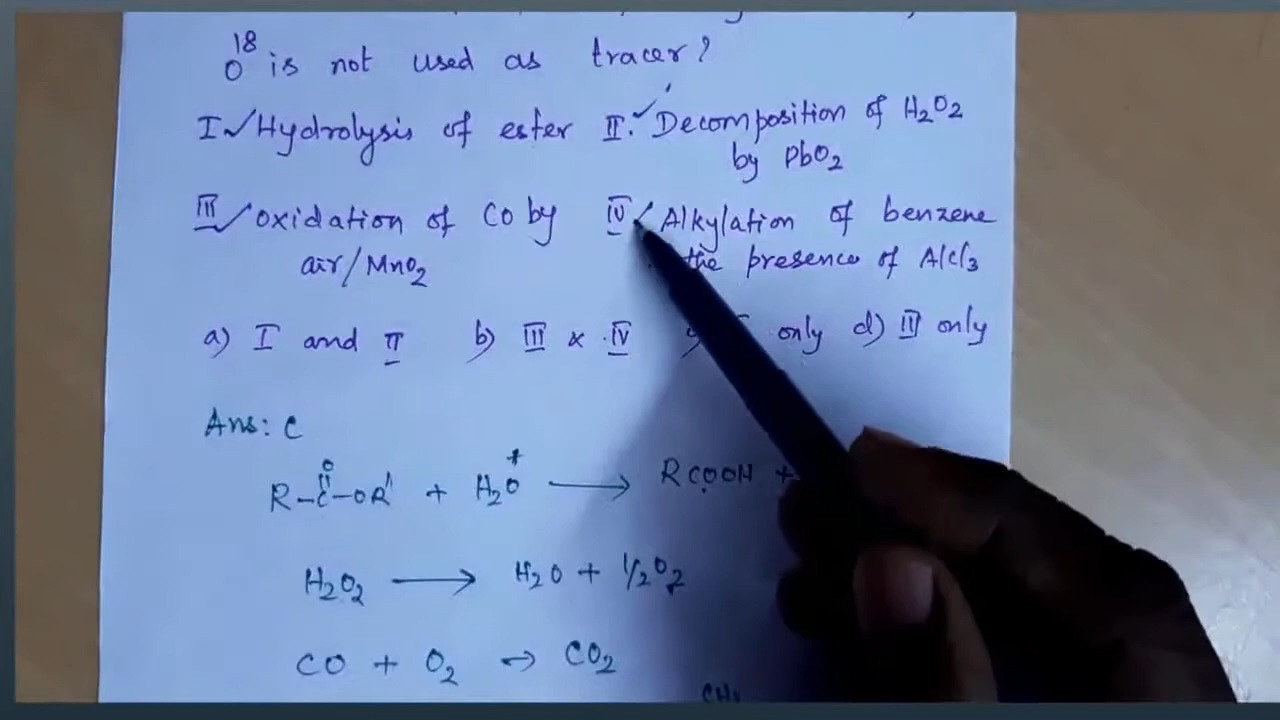 O¹⁸ is not used as tracer?
I ✓ Hydrolysis of ester II. ✓ Decomposition of H₂O₂
by PbO₂
III ✓ oxidation of CO by IV ✓ Alkylation of benzene
air/MnO₂ the presence of AlCl₃
a) I and II b) III & IV only d) II only
Ans: C
R-C(=O)-OR' + H₂O* ⟶ RCOOH +
H₂O₂ ⟶ H₂O + 1/2 O₂
CO + O₂ → CO₂
CH₃